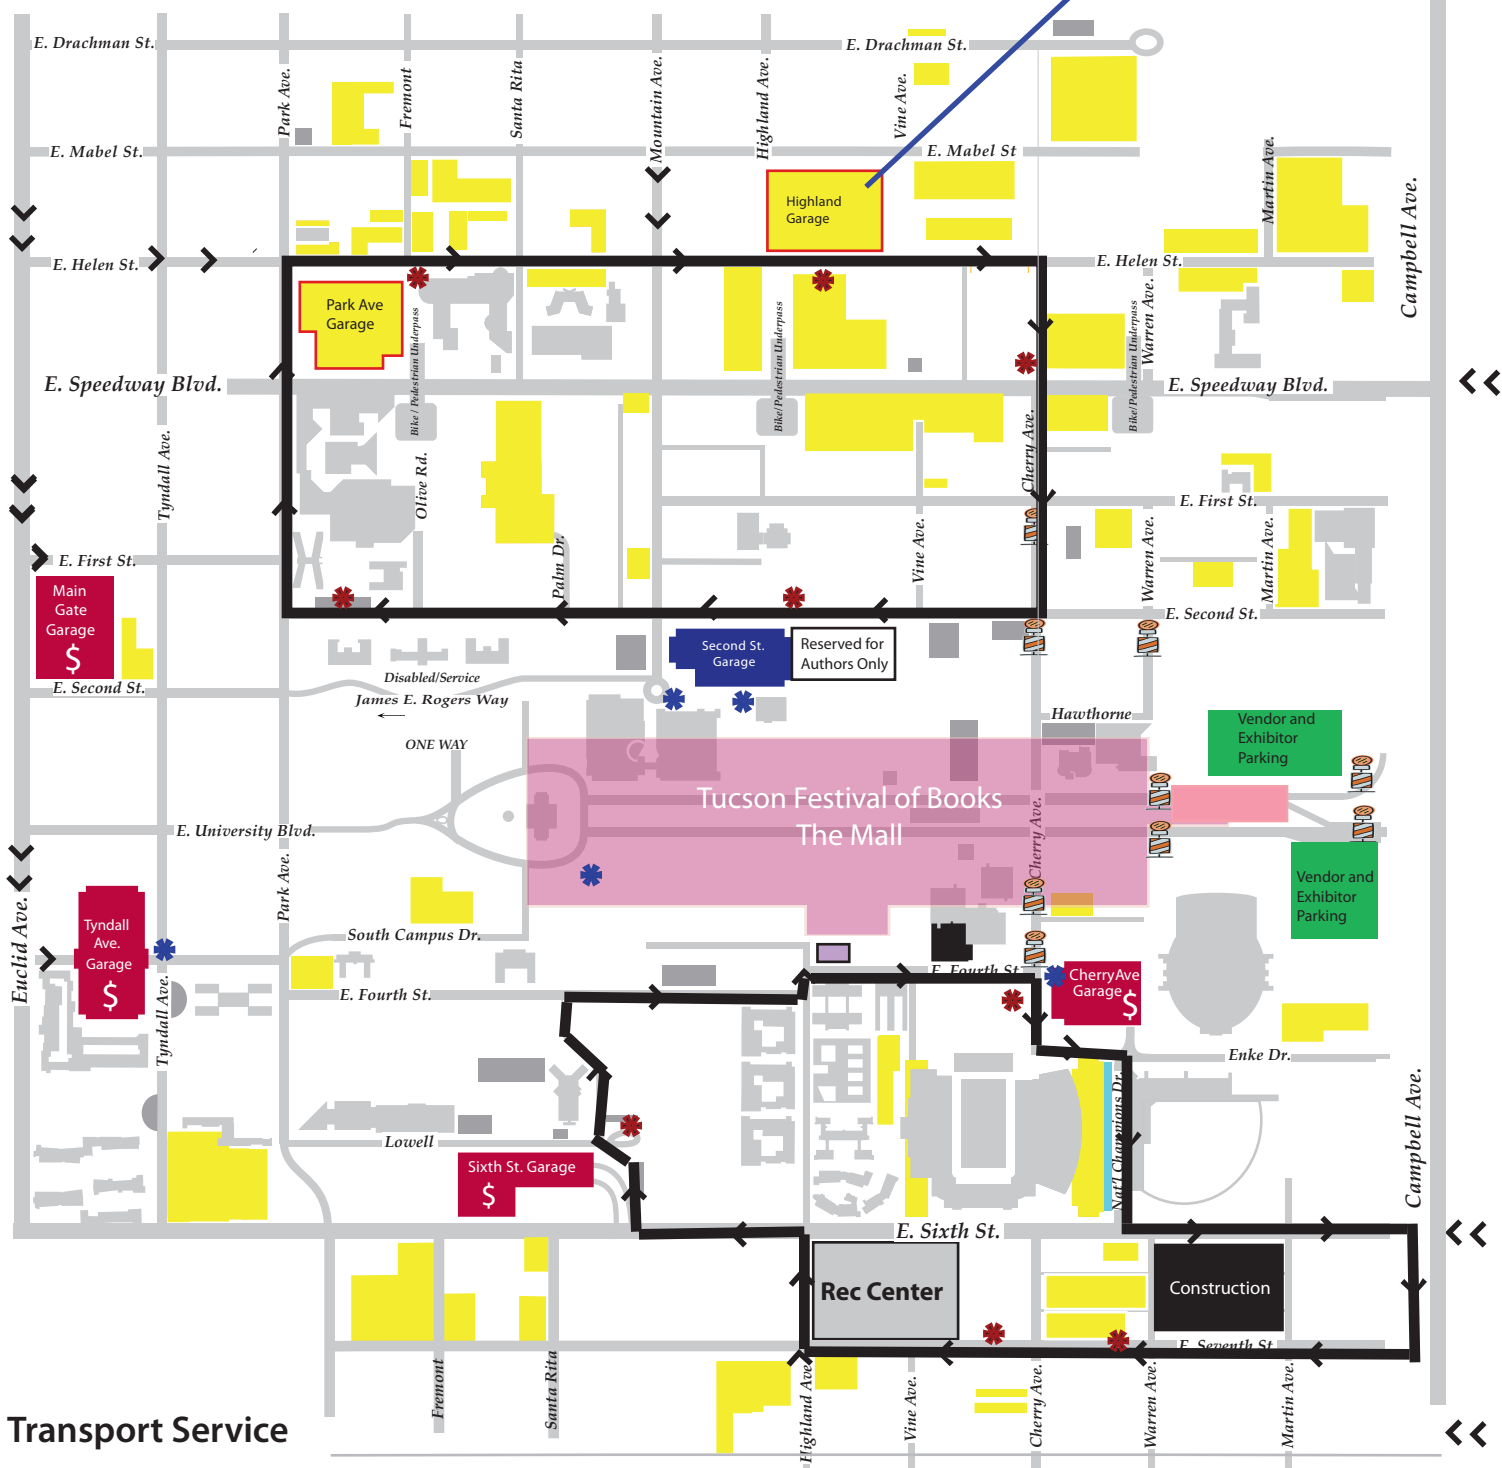 E. Drachman St.
E. Drachman St.
Park Ave.
Fremont
Santa Rita
Mountain Ave.
Highland Ave.
Vine Ave.
E. Mabel St.
E. Mabel St
Martin Ave.
Campbell Ave.
Highland
Garage
E. Helen St.
E. Helen St.
Park Ave
Garage
Bike / Pedestrian Underpass
Bike/Pedestrian Underpass
Bike/Pedestrian Underpass
Warren Ave.
E. Speedway Blvd.
E. Speedway Blvd.
Tyndall Ave.
Olive Rd.
Cherry Ave.
E. First St.
E. First St.
Palm Dr.
Vine Ave.
Warren Ave.
Martin Ave.
Main
Gate
Garage
$
E. Second St.
Second St.
Garage
Reserved for
Authors Only
E. Second St.
Disabled/Service
James E. Rogers Way
ONE WAY
Hawthorne
Vendor and
Exhibitor
Parking
Tucson Festival of Books
The Mall
Cherry Ave.
E. University Blvd.
Park Ave.
Vendor and
Exhibitor
Parking
Euclid Ave.
Tyndall
Ave.
Garage
$
South Campus Dr.
E. Fourth St.
E. Fourth St
CherryAve
Garage
$
Tyndall Ave.
Enke Dr.
Nat'l Champions Dr.
Campbell Ave.
Lowell
Sixth St. Garage
$
E. Sixth St.
Rec Center
Construction
E. Seventh St
Fremont
Santa Rita
Highland Ave
Vine Ave.
Cherry Ave.
Warren Ave.
Martin Ave.
Transport Service